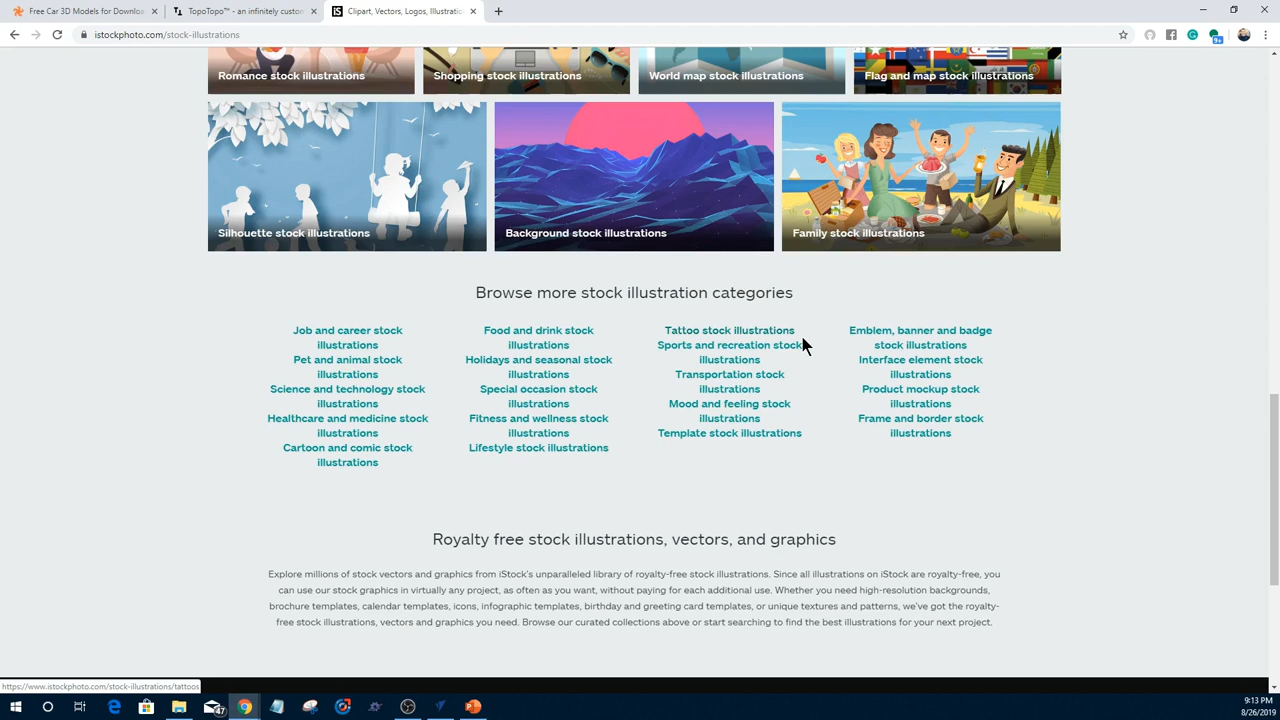 Free Car 3D Models for Downloa
TopoTopo™ - an infinitely custom
iS Clipart, Vectors, Logos, Illustratio
istockphoto.com/stock-illustrations
9+
Romance stock illustrations
Shopping stock illustrations
World map stock illustrations
Flag and map stock illustrations
Silhouette stock illustrations
Background stock illustrations
Family stock illustrations
Browse more stock illustration categories
Job and career stock
illustrations
Pet and animal stock
illustrations
Science and technology stock
illustrations
Healthcare and medicine stock
illustrations
Cartoon and comic stock
illustrations
Food and drink stock
illustrations
Holidays and seasonal stock
illustrations
Special occasion stock
illustrations
Fitness and wellness stock
illustrations
Lifestyle stock illustrations
Tattoo stock illustrations
Sports and recreation stock
illustrations
Transportation stock
illustrations
Mood and feeling stock
illustrations
Template stock illustrations
Emblem, banner and badge
stock illustrations
Interface element stock
illustrations
Product mockup stock
illustrations
Frame and border stock
illustrations
Royalty free stock illustrations, vectors, and graphics
Explore millions of stock vectors and graphics from iStock's unparalleled library of royalty-free stock illustrations. Since all illustrations on iStock are royalty-free, you
can use our stock graphics in virtually any project, as often as you want, without paying for each additional use. Whether you need high-resolution backgrounds,
brochure templates, calendar templates, icons, infographic templates, birthday and greeting card templates, or unique textures and patterns, we've got the royalty-
free stock illustrations, vectors and graphics you need. Browse our curated collections above or start searching to find the best illustrations for your next project.
https://www.istockphoto.com/stock-illustrations/tattoos
47
9:13 PM
8/26/2019